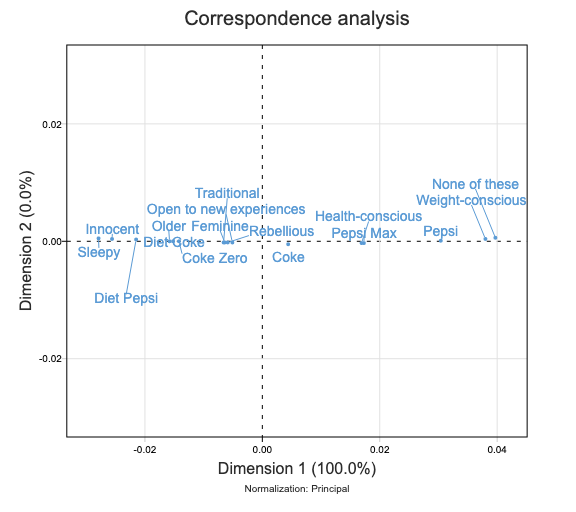 Correspondence analysis
Dimension 2 (0.0%)
0.02
0.00
-0.02
None of these
Weight-conscious
Traditional
Open to new experiences
Health-conscious
Older Feminine
Rebellious
Pepsi Max
Pepsi
Innocent
Diet Coke
Sleepy
Coke Zero
Coke
Diet Pepsi
-0.02
0.00
0.02
0.04
Dimension 1 (100.0%)
Normalization: Principal